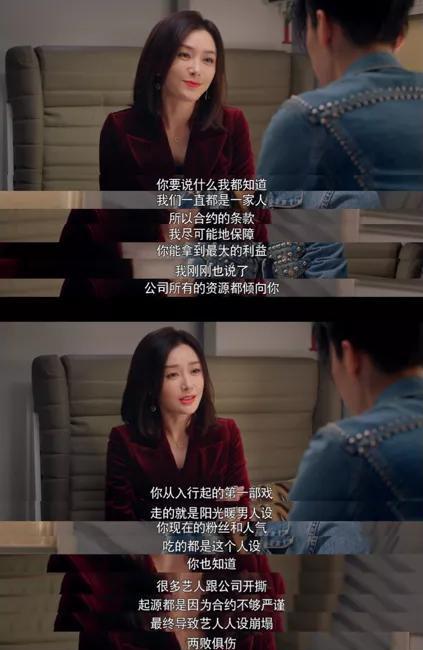 你要说什么我都知道
我们一直都是一家人
所以合约的条款
我尽可能地保障
你能拿到最大的利益
我刚刚也说了
公司所有的资源都倾向你
你从入行起的第一部戏
走的就是阳光暖男人设
你现在的粉丝和人气
吃的都是这个人设
你也知道
很多艺人跟公司开撕
起源都是因为合约不够严谨
最终导致艺人人设崩塌
两败俱伤